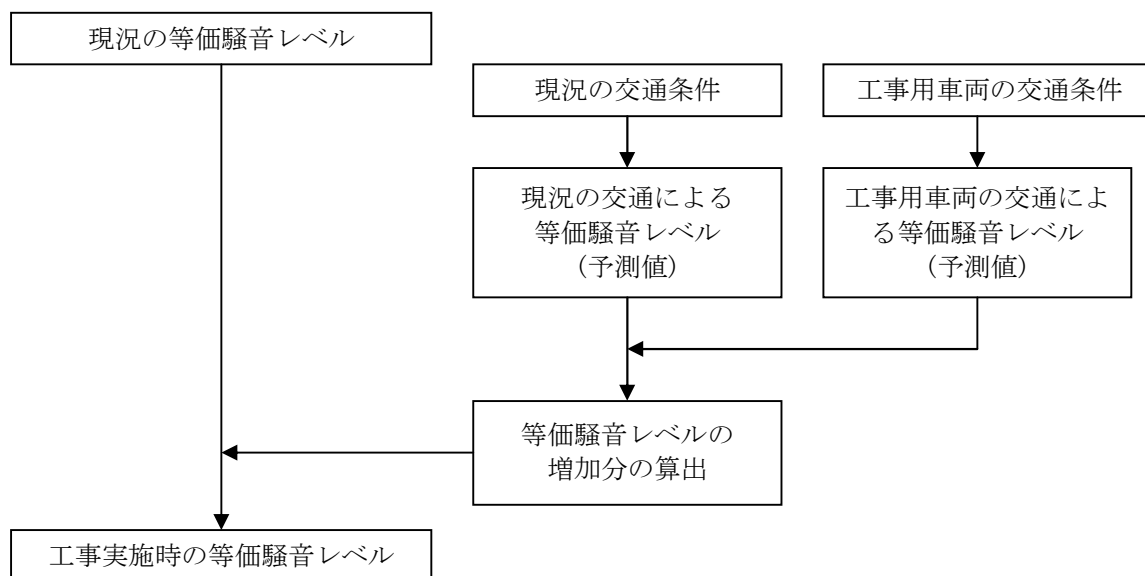 現況の等価騒音レベル
現況の交通条件
工事用車両の交通条件
現況の交通による
等価騒音レベル
（予測値）
工事用車両の交通によ
る等価騒音レベル
（予測値）
等価騒音レベルの
増加分の算出
工事実施時の等価騒音レベル